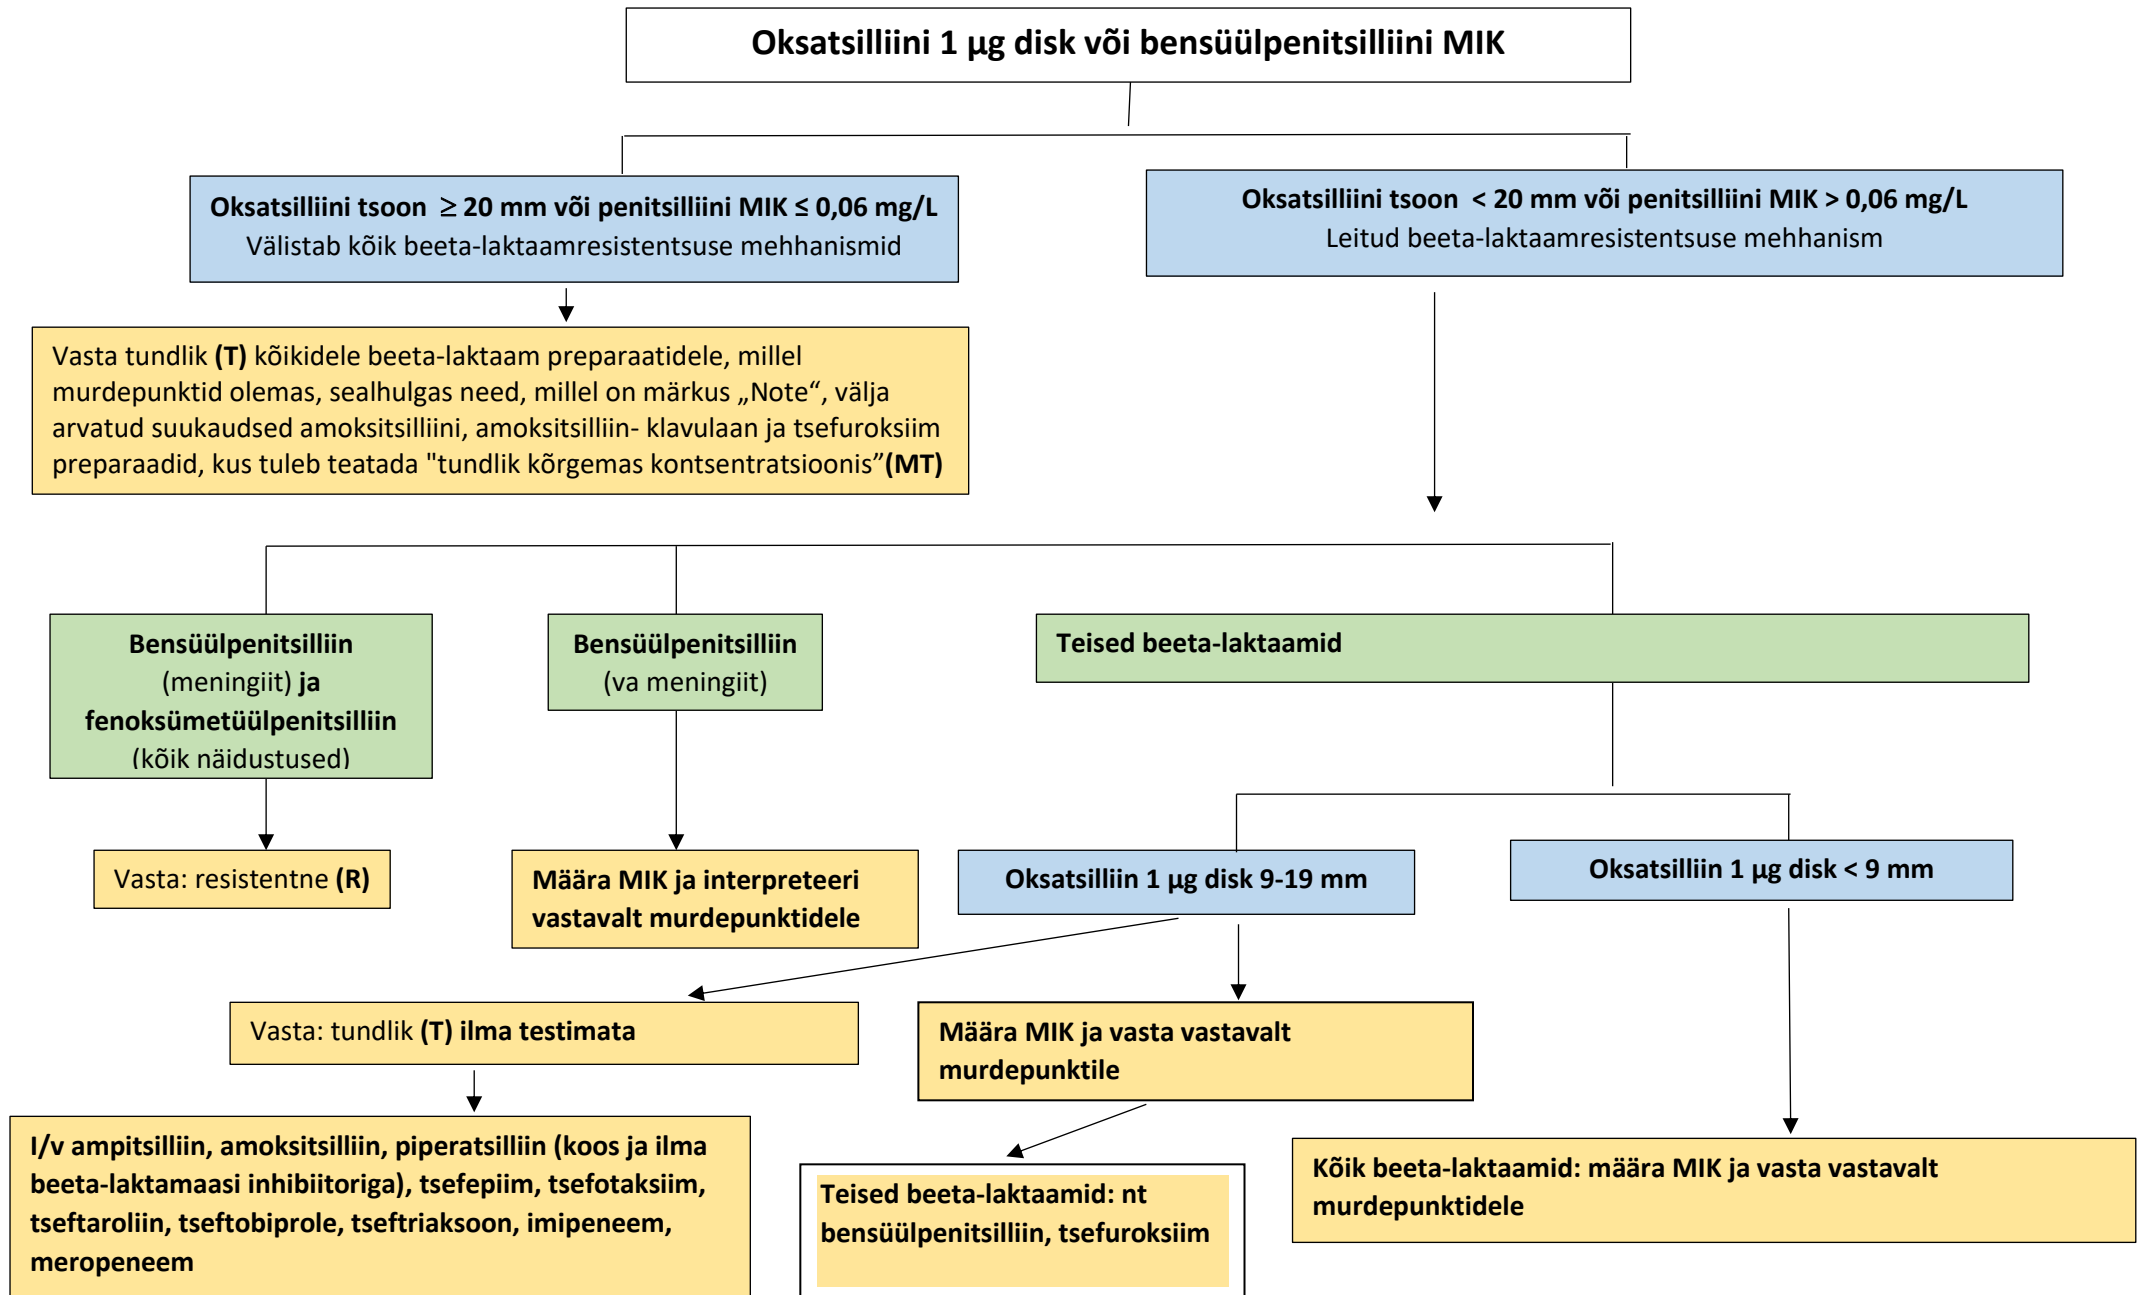 Oksatsilliini 1 µg disk või bensüülpenitsilliini MIK
Oksatsilliini tsoon ≥ 20 mm või penitsilliini MIK ≤ 0,06 mg/L
Välistab kõik beeta-laktaamresistentsuse mehhanismid
Oksatsilliini tsoon < 20 mm või penitsilliini MIK > 0,06 mg/L
Leitud beeta-laktaamresistentsuse mehhanism
Vasta tundlik (T) kõikidele beeta-laktaam preparaatidele, millel
murdepunktid olemas, sealhulgas need, millel on märkus „Note“, välja
arvatud suukaudsed amoksitsilliini, amoksitsilliin- klavulaan ja tsefuroksiim
preparaadid, kus tuleb teatada "tundlik kõrgemas kontsentratsioonis”(MT)
Bensüülpenitsilliin
(meningiit) ja
fenoksümetüülpenitsilliin
(kõik näidustused)
Bensüülpenitsilliin
(va meningiit)
Teised beeta-laktaamid
Vasta: resistentne (R)
Määra MIK ja interpreteeri
vastavalt murdepunktidele
Oksatsilliin 1 µg disk 9-19 mm
Oksatsilliin 1 µg disk < 9 mm
Vasta: tundlik (T) ilma testimata
Määra MIK ja vasta vastavalt
murdepunktile
I/v ampitsilliin, amoksitsilliin, piperatsilliin (koos ja ilma
beeta-laktamaasi inhibiitoriga), tsefepiim, tsefotaksiim,
tseftaroliin, tseftobiprole, tseftriaksoon, imipeneem,
meropeneem
Teised beeta-laktaamid: nt
bensüülpenitsilliin, tsefuroksiim
Kõik beeta-laktaamid: määra MIK ja vasta vastavalt
murdepunktidele